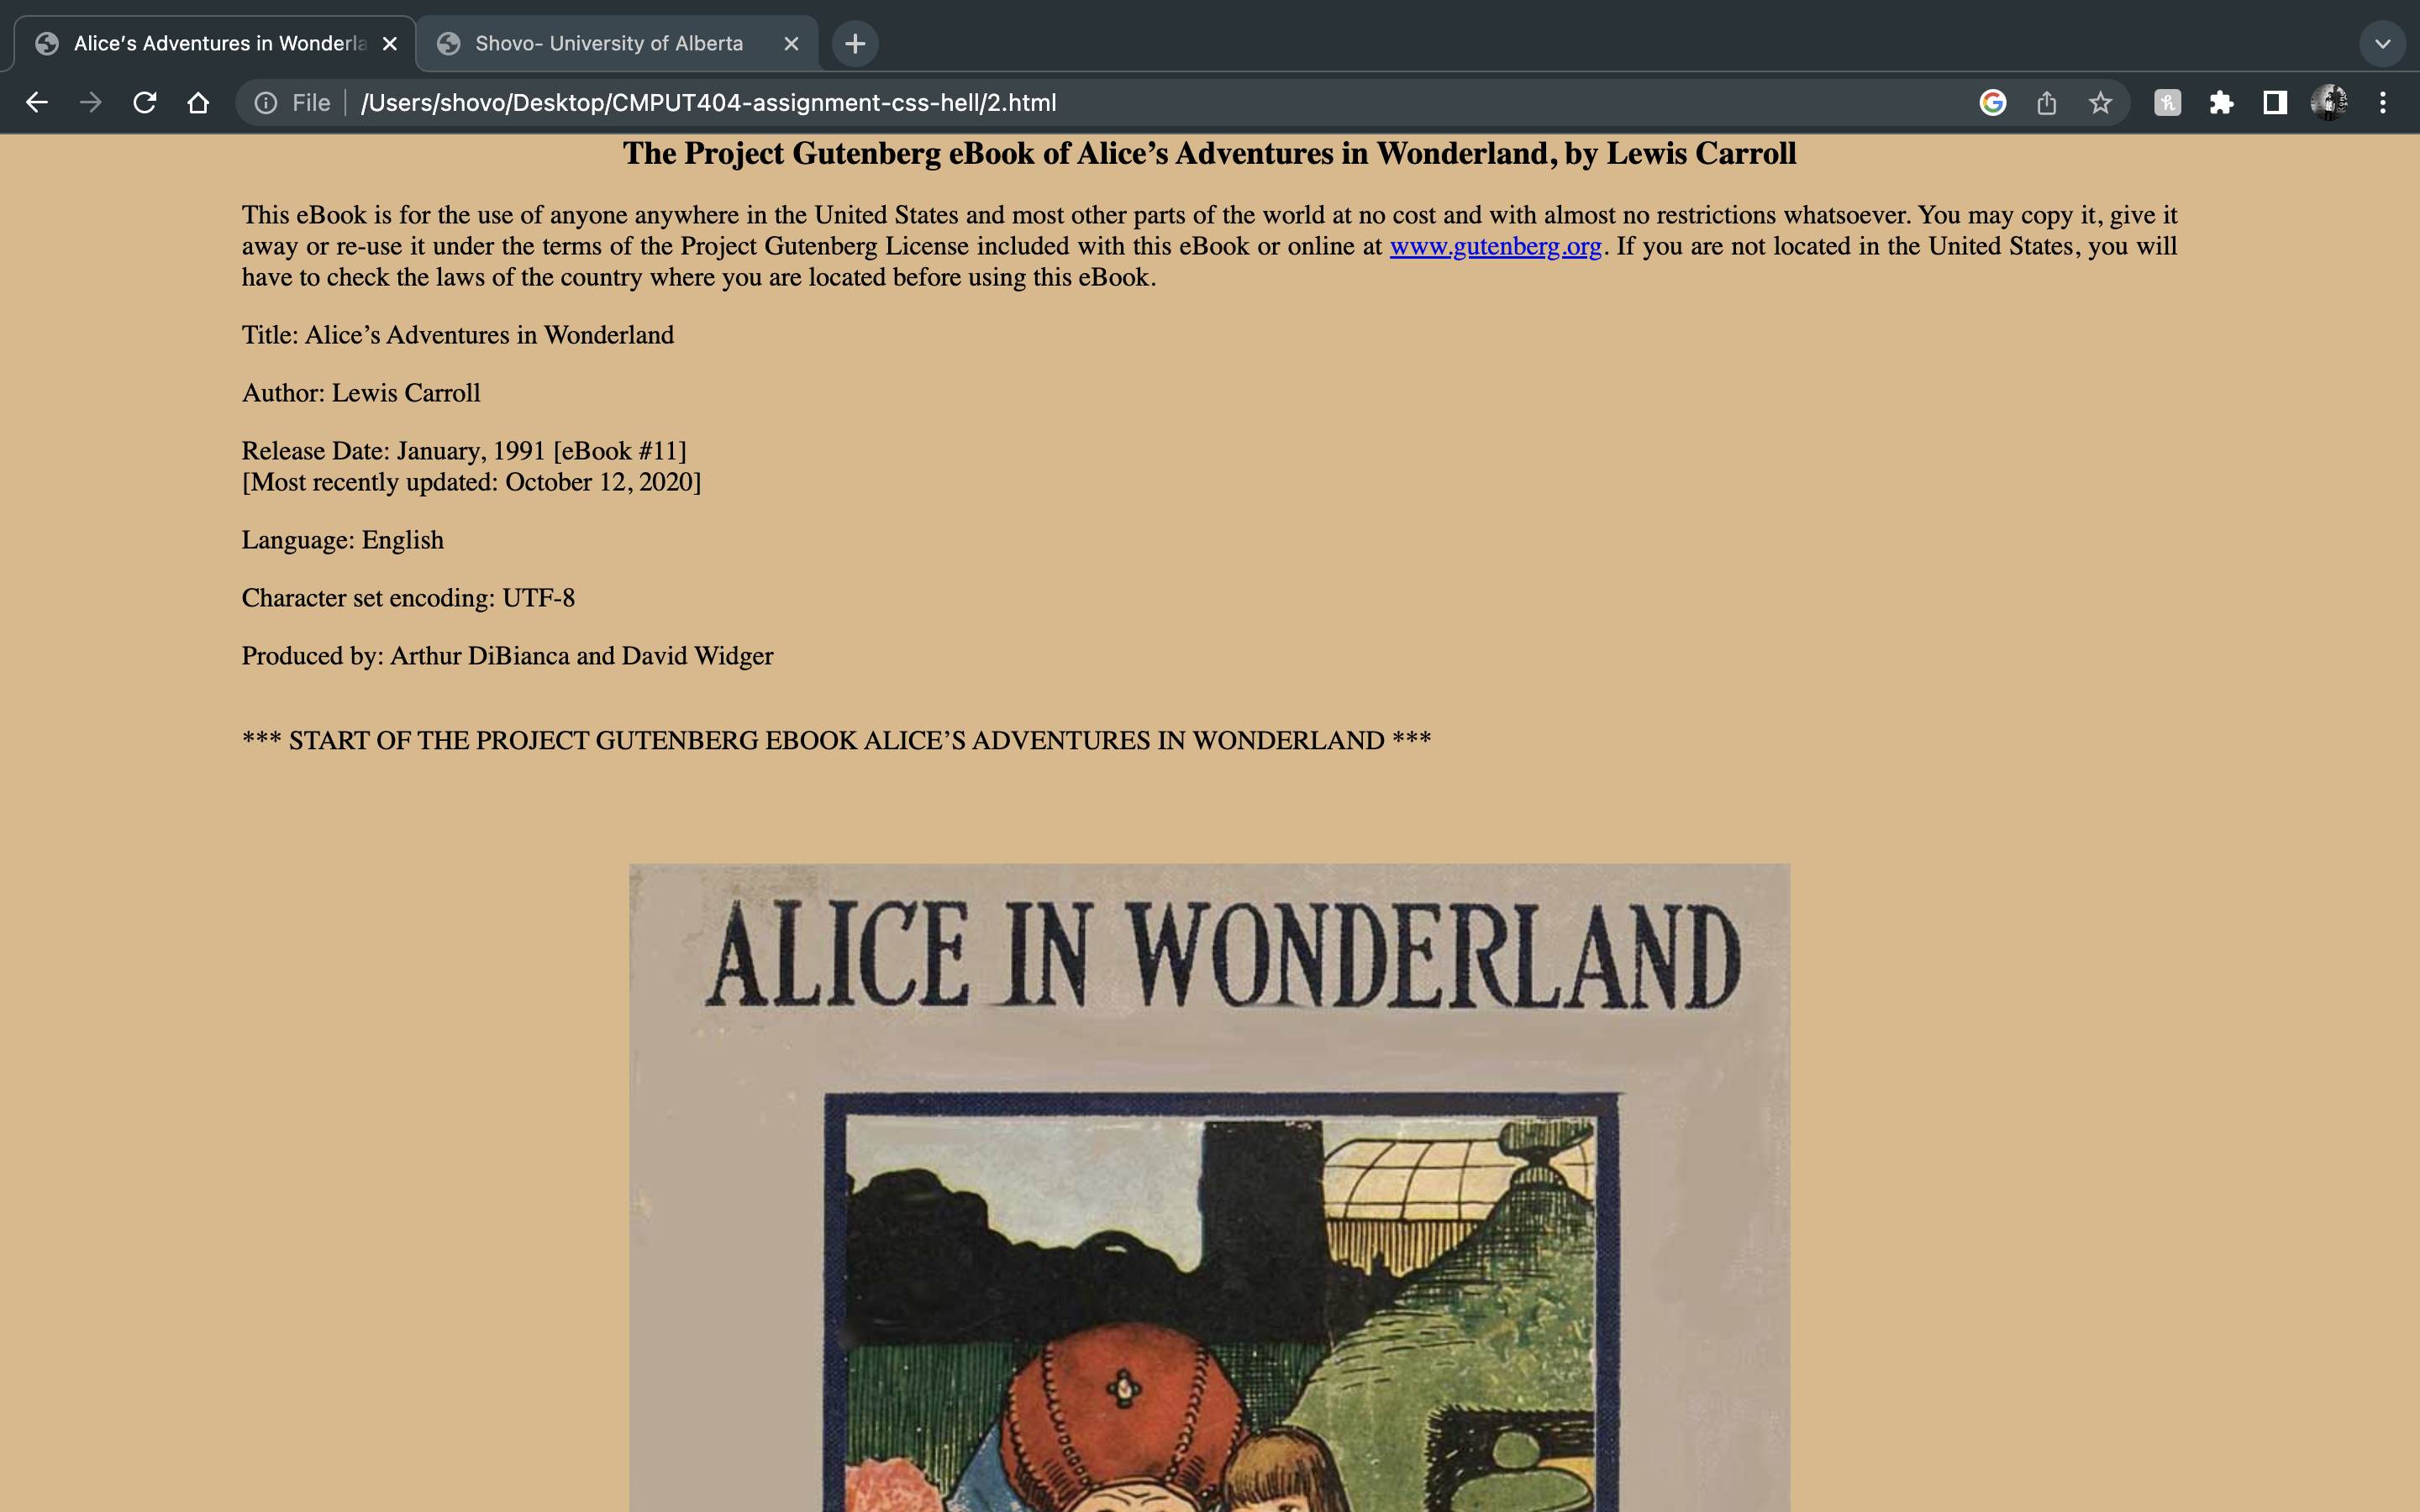 Alice's Adventures in Wonderla
Shovo- University of Alberta
File
/Users/shovo/Desktop/CMPUT404-assignment-css-hell/2.html
The Project Gutenberg eBook of Alice’s Adventures in Wonderland, by Lewis Carroll
This eBook is for the use of anyone anywhere in the United States and most other parts of the world at no cost and with almost no restrictions whatsoever. You may copy it, give it
away or re-use it under the terms of the Project Gutenberg License included with this eBook or online at www.gutenberg.org. If you are not located in the United States, you will
have to check the laws of the country where you are located before using this eBook.
Title: Alice’s Adventures in Wonderland
Author: Lewis Carroll
Release Date: January, 1991 [eBook #11]
[Most recently updated: October 12, 2020]
Language: English
Character set encoding: UTF-8
Produced by: Arthur DiBianca and David Widger
*** START OF THE PROJECT GUTENBERG EBOOK ALICE’S ADVENTURES IN WONDERLAND ***
ALICE IN WONDERLAND